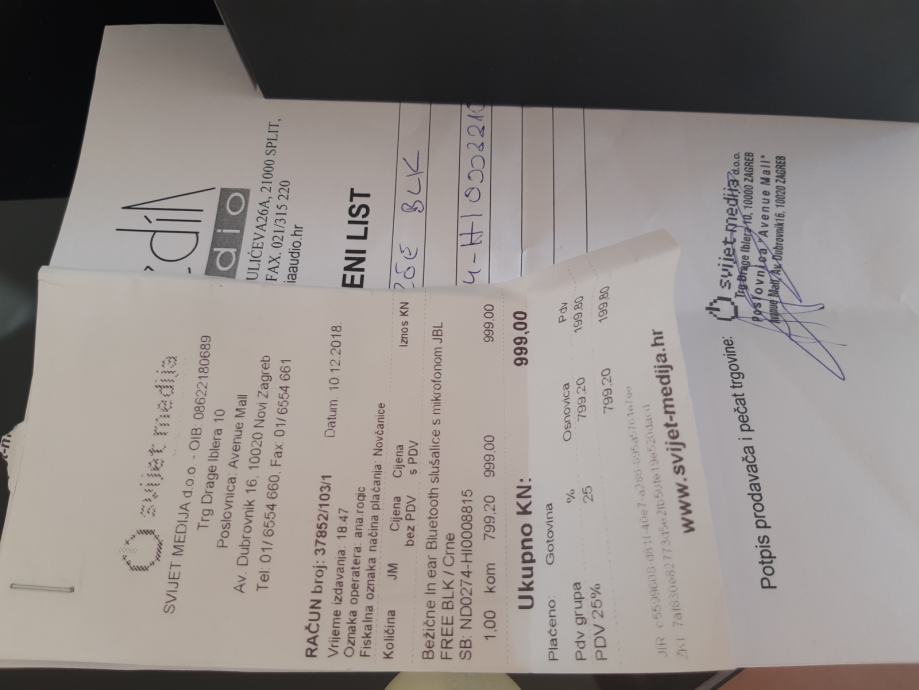 svijet medija
SVIJET MEDIJA d.o.o - OIB 08622180689
Trg Drage Iblera 10
Poslovnica: Avenue Mall
Av. Dubrovnik 16, 10020 Novi Zagreb
Tel: 01/ 6554 660, Fax: 01/ 6554 661
RAČUN broj: 37852/103/1
Vrijeme izdavanja: 18.47 Datum: 10.12.2018.
Oznaka operatera: ana.rogic
Fiskalna oznaka načina plaćanja: Novčanice
Količina JM Cijena bez PDV Cijena s PDV Iznos KN
Bežične In ear Bluetooth slušalice s mikrofonom JBL
FREE BLK / Crne
SB: ND0274-HI0008815
1,00 kom 799.20 999.00 999.00
Ukupno KN: 999,00
Plaćeno: Gotovina
Pdv grupa % Osnovica Pdv
PDV 25% 25 799.20 199.80
799.20 199.80
JIR
ZKI
www.svijet-medija.hr
dio
ULIĆEVA26A, 21000 SPLIT,
FAX. 021/315 220
iaaudio.hr
ENI LIST
BLK
Potpis prodavača i pečat trgovine:
svijet medija d.o.o.
Trg Drage Iblera 10, 10000 ZAGREB
Poslovnica "Avenue Mall"
Avenue Mall, Av. Dubrovnik 16, 10020 ZAGREB